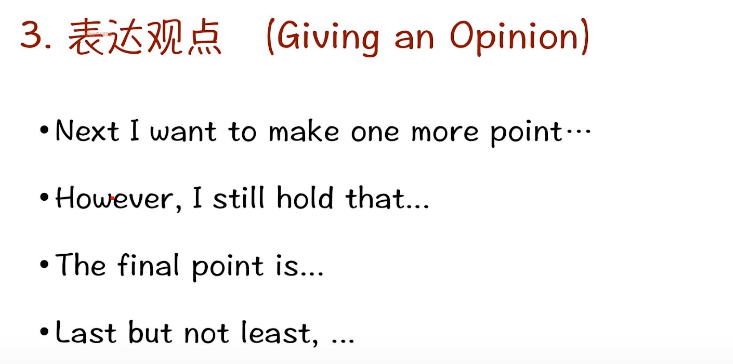 3. 表达观点 (Giving an Opinion)
•Next I want to make one more point…
•However, I still hold that...
•The final point is...
•Last but not least, ...